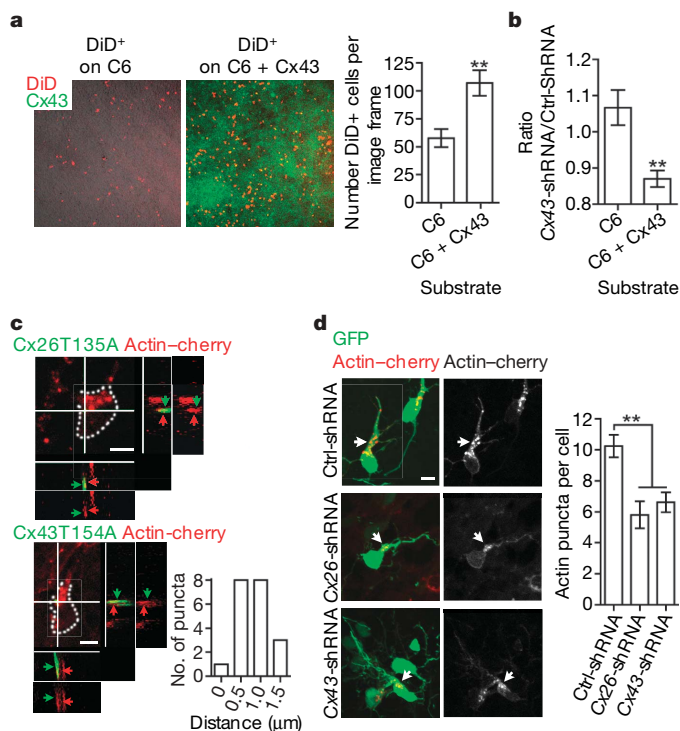 a
DiD⁺
on C6
DiD⁺
on C6 + Cx43
DiD
Cx43
Number DiD+ cells per
image frame
125
100
75
50
25
0
**
C6
C6 + Cx43
Substrate
b
Ratio
Cx43-shRNA/Ctrl-ShRNA
1.2
1.1
1.0
0.9
0.8
**
C6
C6 + Cx43
Substrate
c
Cx26T135A Actin–cherry
Cx43T154A Actin-cherry
No. of puncta
8
6
4
2
0
0
0.5
1.0
1.5
Distance (μm)
d
GFP
Actin–cherry
Actin–cherry
Ctrl-shRNA
Cx26-shRNA
Cx43-shRNA
Actin puncta per cell
12
10
8
6
4
2
0
**
Ctrl-shRNA
Cx26-shRNA
Cx43-shRNA